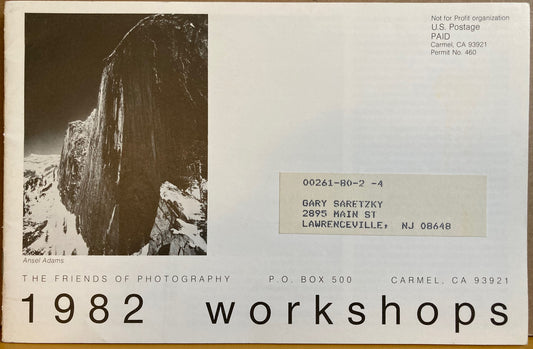 Not for Profit organization
U.S. Postage
PAID
Carmel, CA 93921
Permit No. 460
00261-80-2 -4
GARY SARETZKY
2895 MAIN ST
LAWRENCEVILLE, NJ 08648
Ansel Adams
THE FRIENDS OF PHOTOGRAPHY P.O. BOX 500 CARMEL, CA 93921
1982 workshops